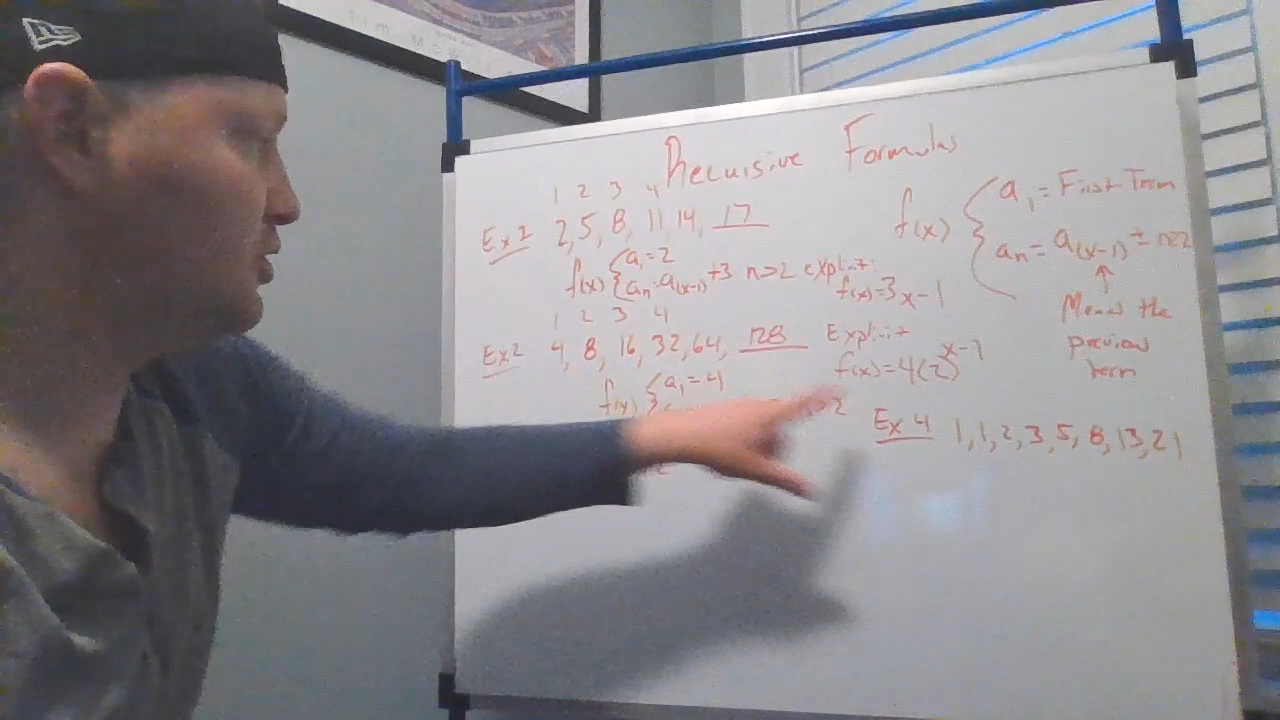 Recursive Formulas
1 2 3 4
Ex 1 2, 5, 8, 11, 14, 17
f(x) { a₁ = 2
aₙ = a(x-1) + 3 n>2 explicit:
f(x) = 3x - 1
f(x) { a₁ = First Term
aₙ = a(x-1) ± n≥2
↑
Means the
previous
term
1 2 3 4
Ex 2 4, 8, 16, 32, 64, 128
Explicit
f(x) = 4(2)^x-1
f(x) { a₁ = 4
>2
Ex 4 1, 1, 2, 3, 5, 8, 13, 21